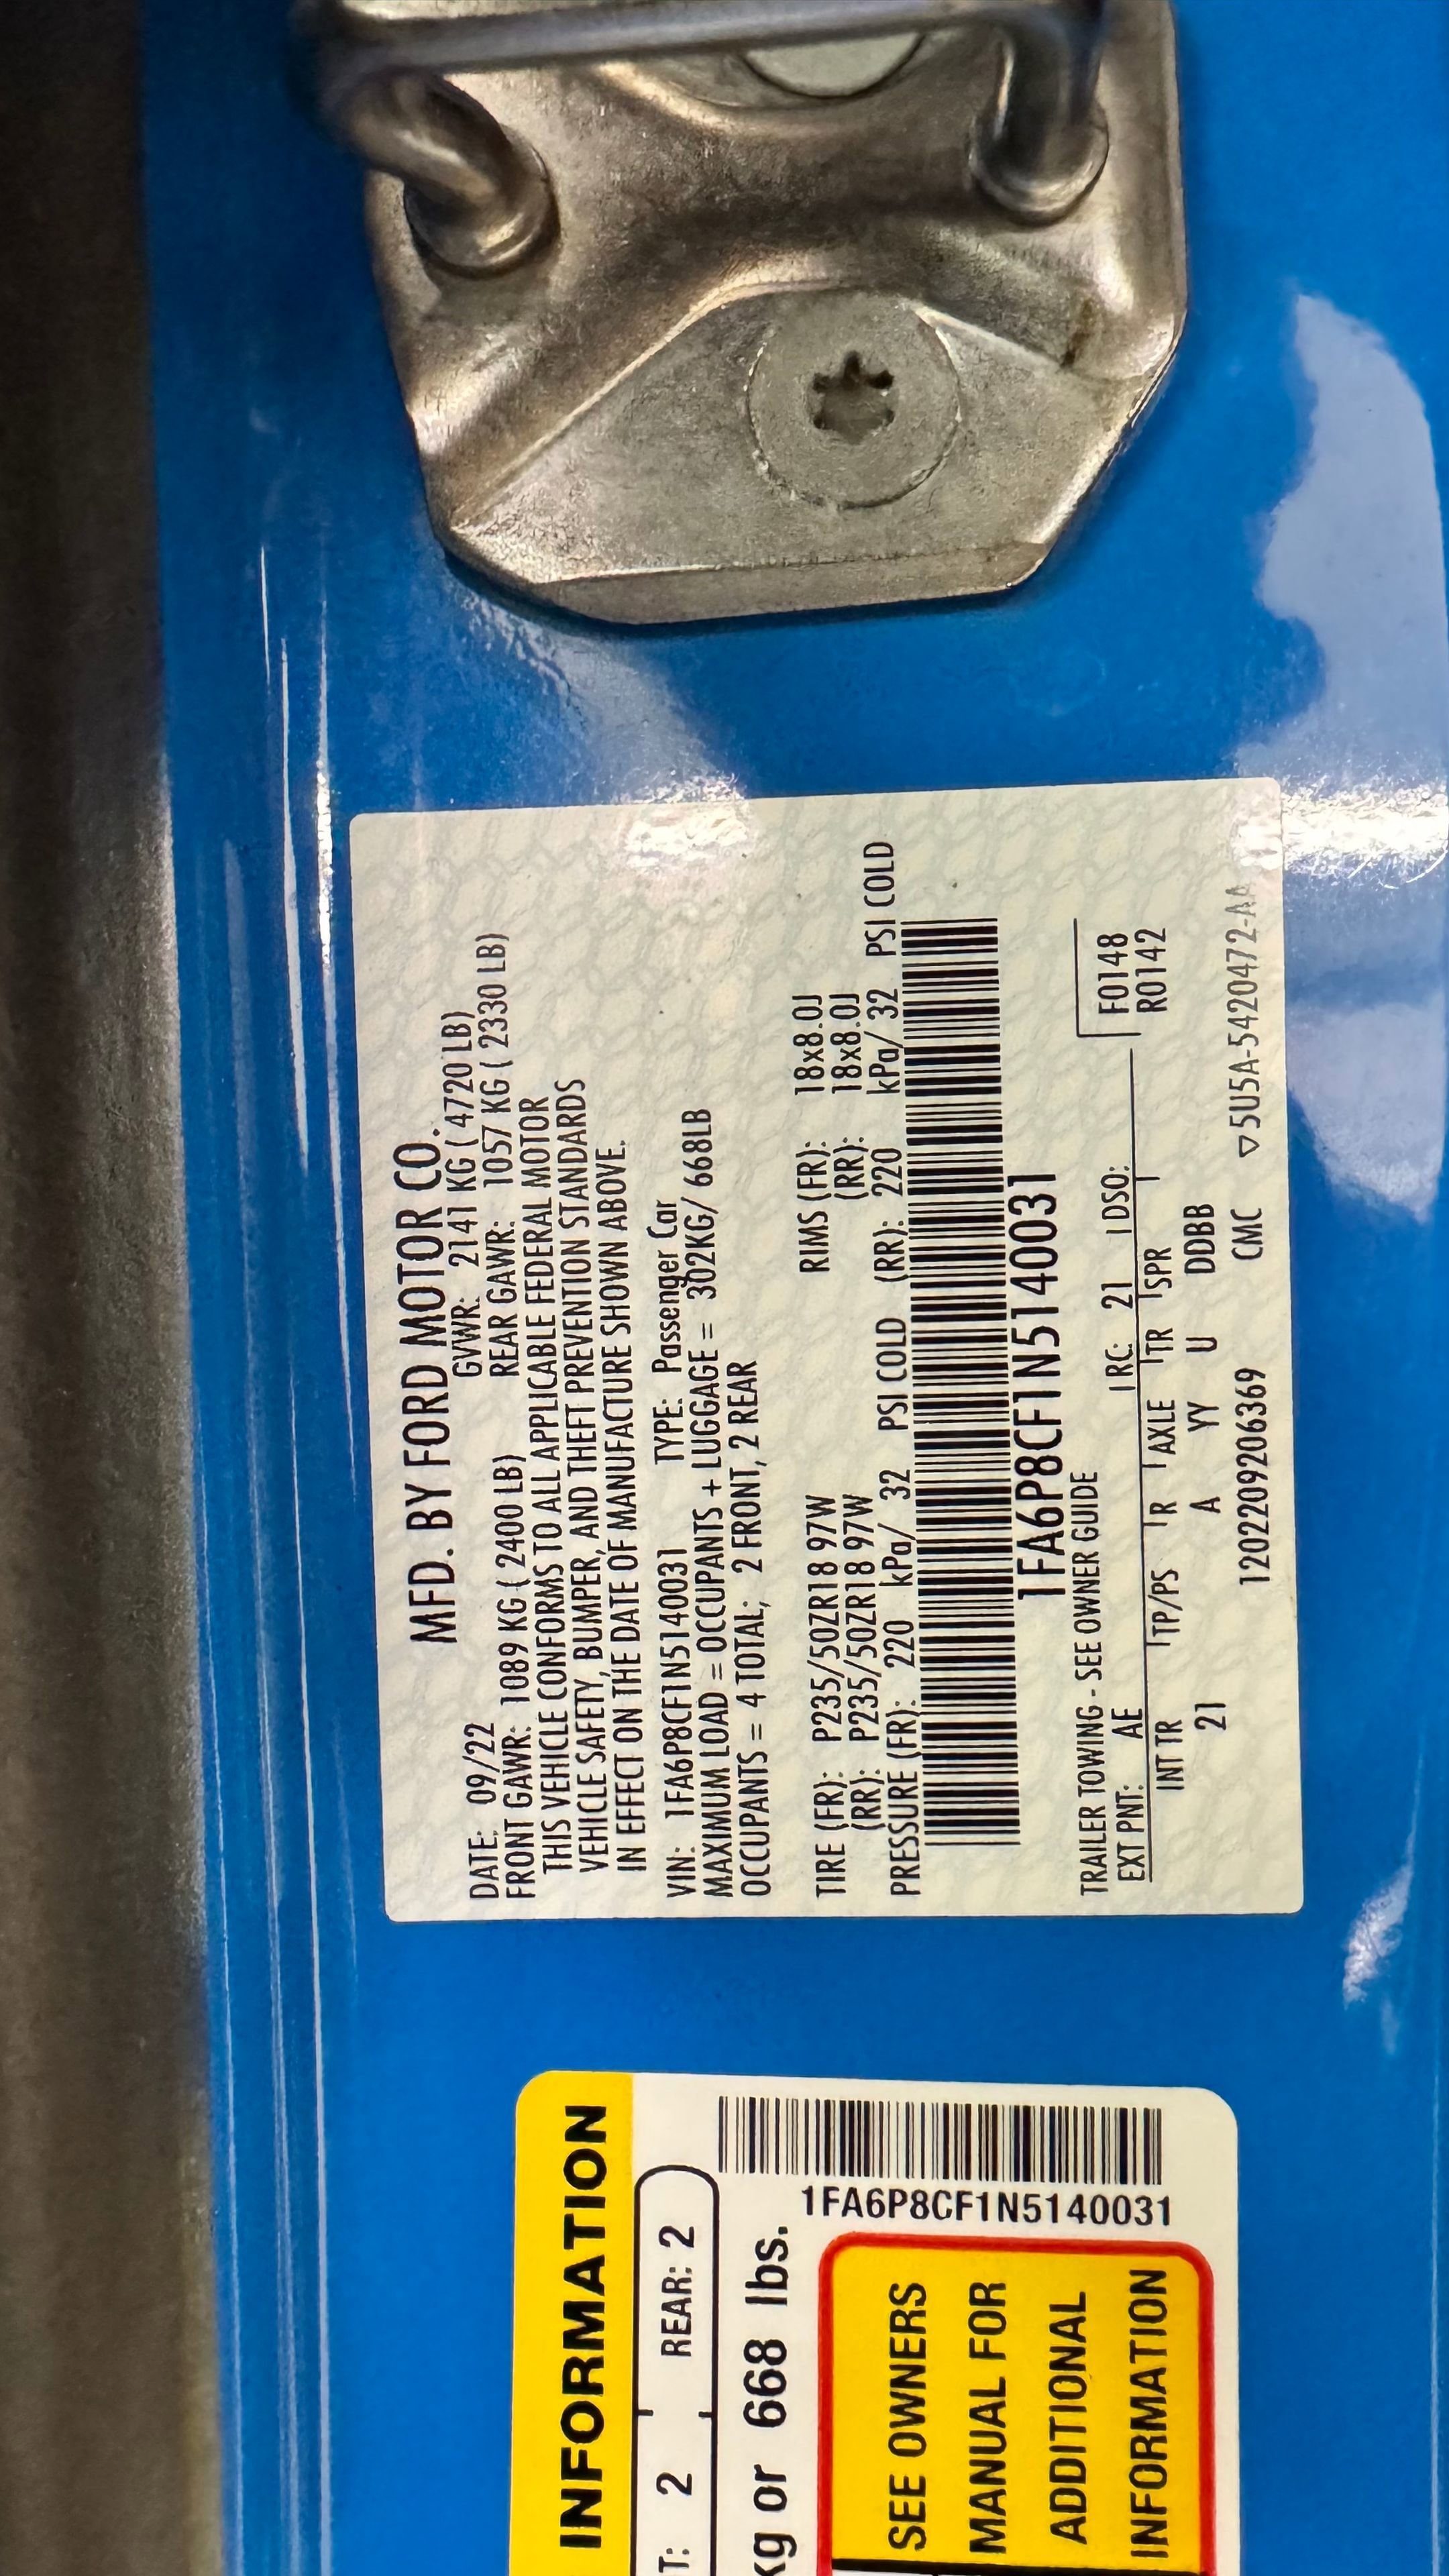 MFD. BY FORD MOTOR CO.
DATE: 09/22 GVWR: 2141 KG ( 4720 LB)
FRONT GAWR: 1089 KG ( 2400 LB) REAR GAWR: 1057 KG ( 2330 LB)
THIS VEHICLE CONFORMS TO ALL APPLICABLE FEDERAL MOTOR
VEHICLE SAFETY, BUMPER, AND THEFT PREVENTION STANDARDS
IN EFFECT ON THE DATE OF MANUFACTURE SHOWN ABOVE.
VIN: 1FA6P8CF1N5140031 TYPE: Passenger Car
MAXIMUM LOAD = OCCUPANTS + LUGGAGE = 302KG/ 668LB
OCCUPANTS = 4 TOTAL; 2 FRONT, 2 REAR
TIRE (FR): P235/50ZR18 97W RIMS (FR): 18x8.0J
(RR): P235/50ZR18 97W (RR): 18x8.0J
PRESSURE (FR): 220 kPa/ 32 PSI COLD (RR): 220 kPa/ 32 PSI COLD
1FA6P8CF1N5140031
TRAILER TOWING - SEE OWNER GUIDE F0148
EXT PNT: AE RC: 21 DSO: R0142
INT TR TP/PS R AXLE TR SPR
21 A YY U DDBB
120220920636​9 CMC ▽5U5A-5420472-AA
INFORMATION
T: 2 REAR: 2
kg or 668 lbs.
1FA6P8CF1N5140031
SEE OWNERS
MANUAL FOR
ADDITIONAL
INFORMATION